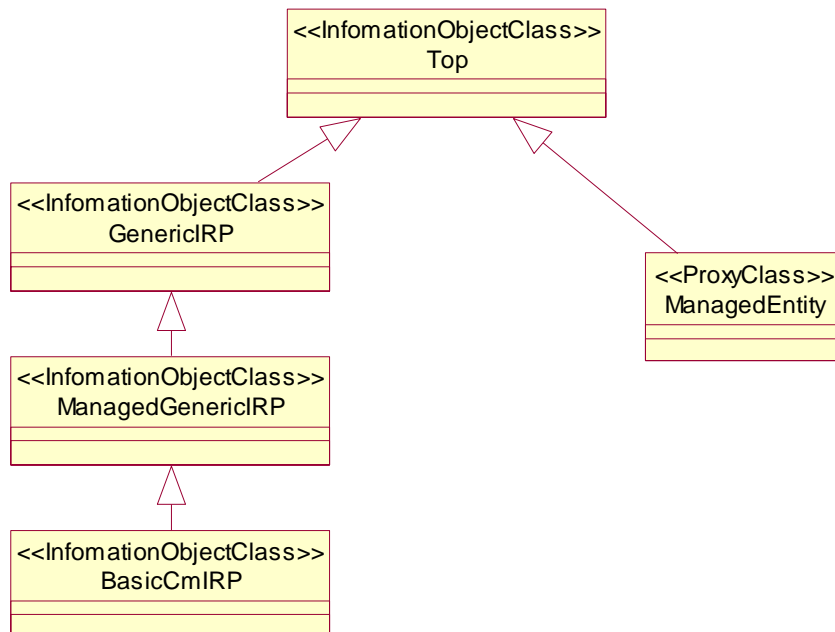 <<InfomationObjectClass>>
Top
<<InfomationObjectClass>>
GenericIRP
<<ProxyClass>>
ManagedEntity
<<InfomationObjectClass>>
ManagedGenericIRP
<<InfomationObjectClass>>
BasicCmIRP